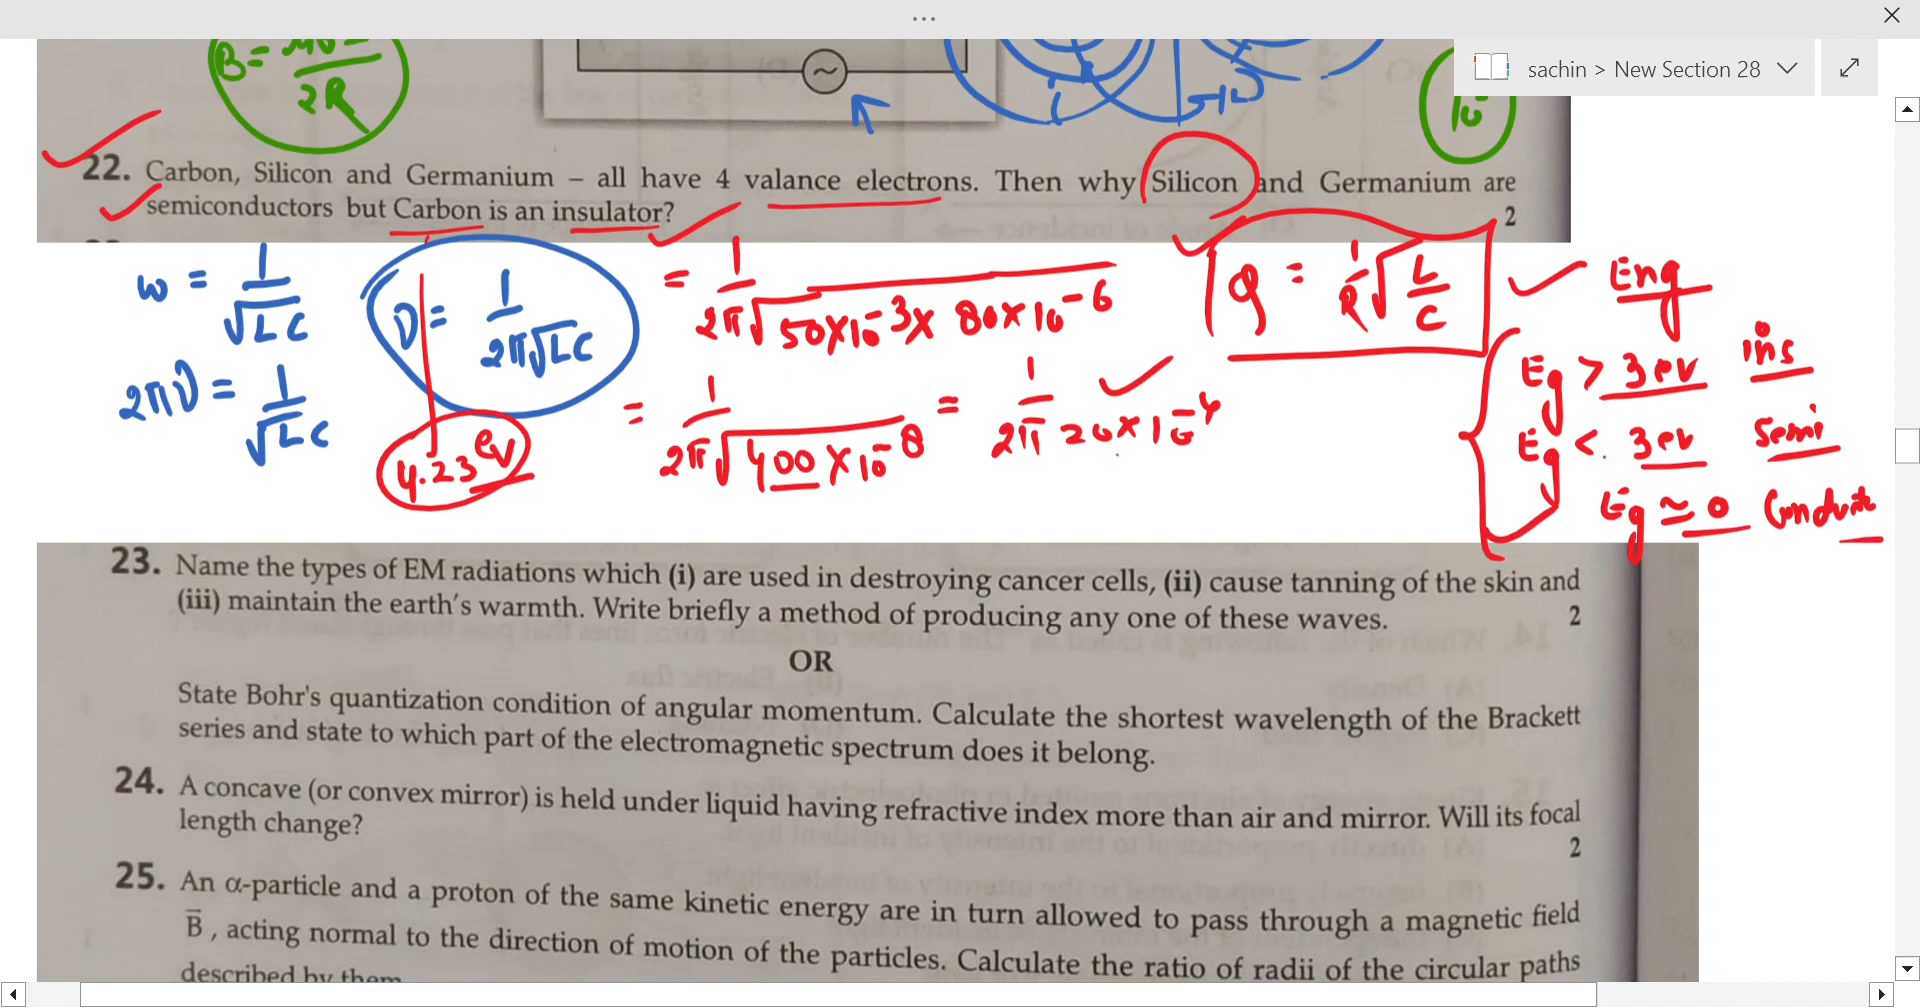 sachin > New Section 28
B =
2R
22. Carbon, Silicon and Germanium – all have 4 valance electrons. Then why Silicon and Germanium are
semiconductors but Carbon is an insulator?
2
ω = 1/√LC
ν = 1/2π√LC
= 1/2π√50×10⁻³× 80×10⁻⁶
Q = 1/R √L/C
Eng
2πν = 1/√LC
= 1/2π√400×10⁻⁸ = 1/2π 20×10⁻⁴
4.23 ev
Eg > 3ev ins
Eg < 3ev Semi
Eg ≃ 0
23. Name the types of EM radiations which (i) are used in destroying cancer cells, (ii) cause tanning of the skin and
(iii) maintain the earth's warmth. Write briefly a method of producing any one of these waves.
2
OR
State Bohr's quantization condition of angular momentum. Calculate the shortest wavelength of the Brackett
series and state to which part of the electromagnetic spectrum does it belong.
24. A concave (or convex mirror) is held under liquid having refractive index more than air and mirror. Will its focal
length change?
2
25. An α-particle and a proton of the same kinetic energy are in turn allowed to pass through a magnetic field
B⃗, acting normal to the direction of motion of the particles. Calculate the ratio of radii of the circular paths
described by them